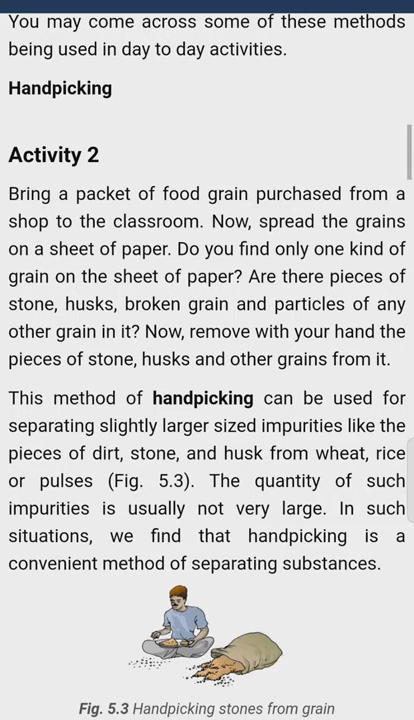 You may come across some of these methods
being used in day to day activities.
Handpicking
Activity 2
Bring a packet of food grain purchased from a
shop to the classroom. Now, spread the grains
on a sheet of paper. Do you find only one kind of
grain on the sheet of paper? Are there pieces of
stone, husks, broken grain and particles of any
other grain in it? Now, remove with your hand the
pieces of stone, husks and other grains from it.
This method of handpicking can be used for
separating slightly larger sized impurities like the
pieces of dirt, stone, and husk from wheat, rice
or pulses (Fig. 5.3). The quantity of such
impurities is usually not very large. In such
situations, we find that handpicking is a
convenient method of separating substances.
Fig. 5.3 Handpicking stones from grain